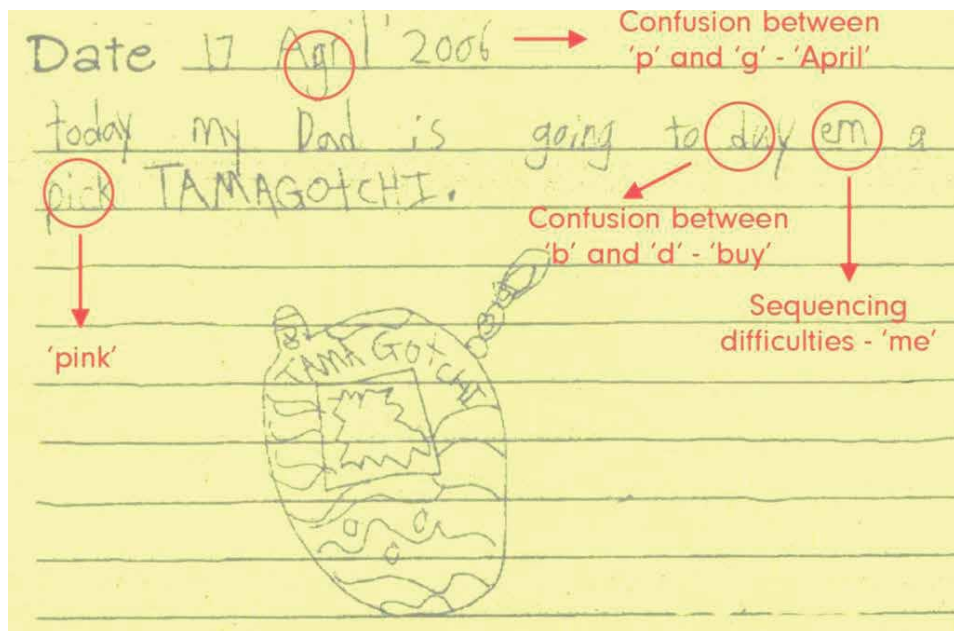 Date 17 Agril 2006
Confusion between
'p' and 'g' - 'April'
today my Dad is going to duy em a
pick TAMAGOtCHI.
Confusion between
'b' and 'd' - 'buy'
Sequencing
difficulties - 'me'
'pink'
TAMAGOtCHI